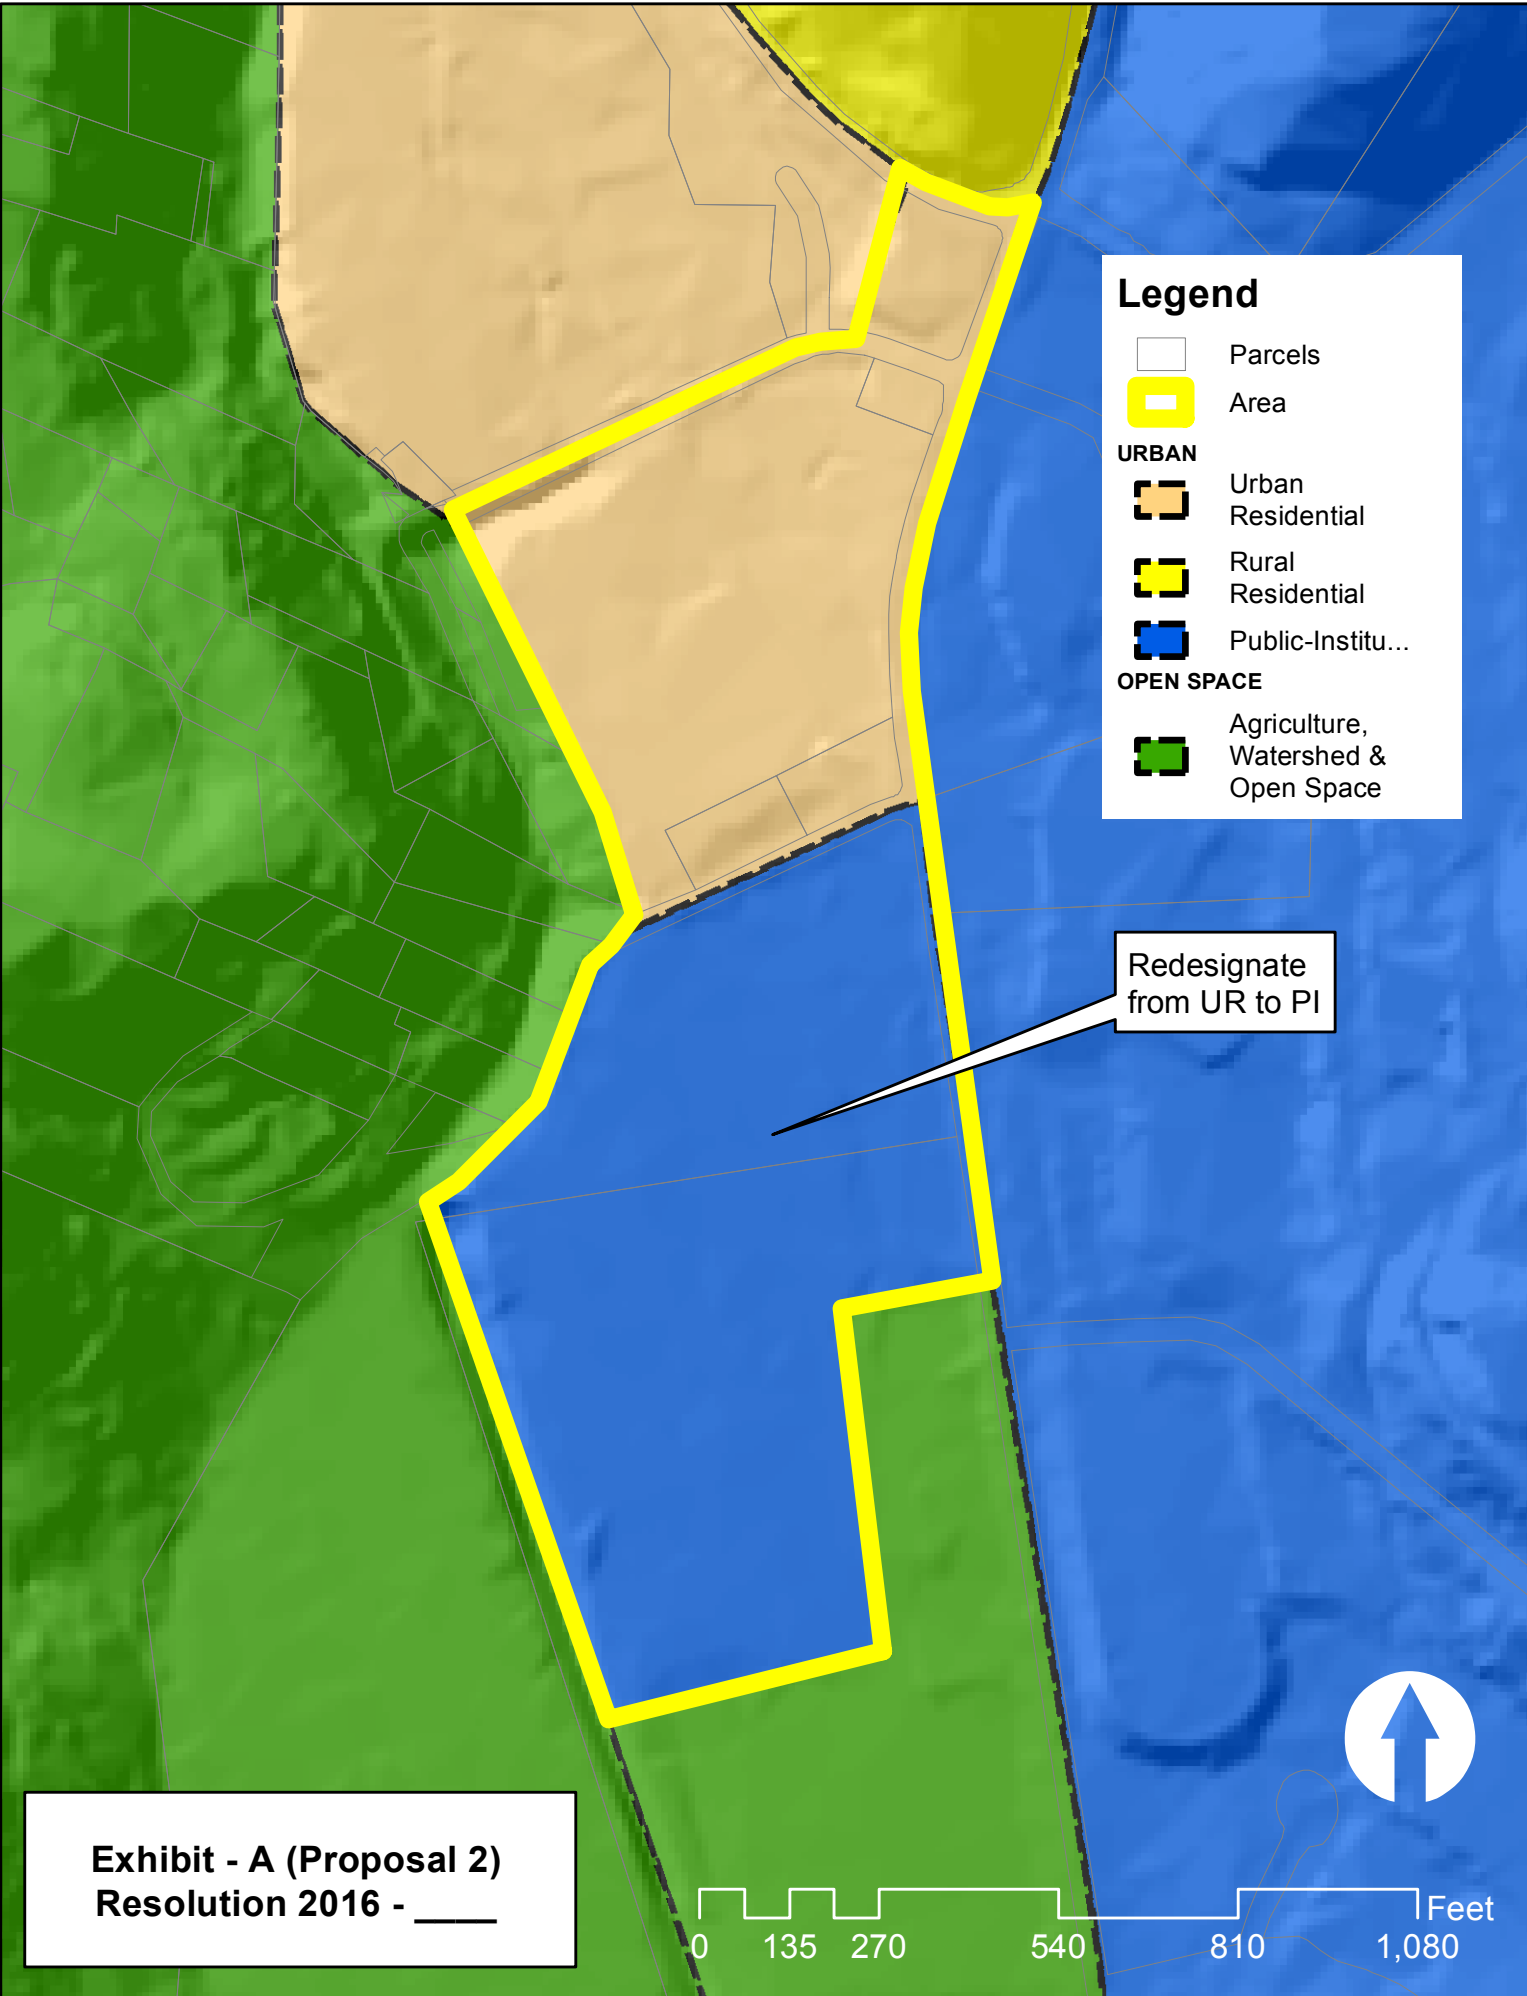 Legend
Parcels
Area
URBAN
Urban
Residential
Rural
Residential
Public-Institu...
OPEN SPACE
Agriculture,
Watershed &
Open Space
Redesignate
from UR to PI
Exhibit - A (Proposal 2)
Resolution 2016 - ____
Feet
0 135 270 540 810 1,080